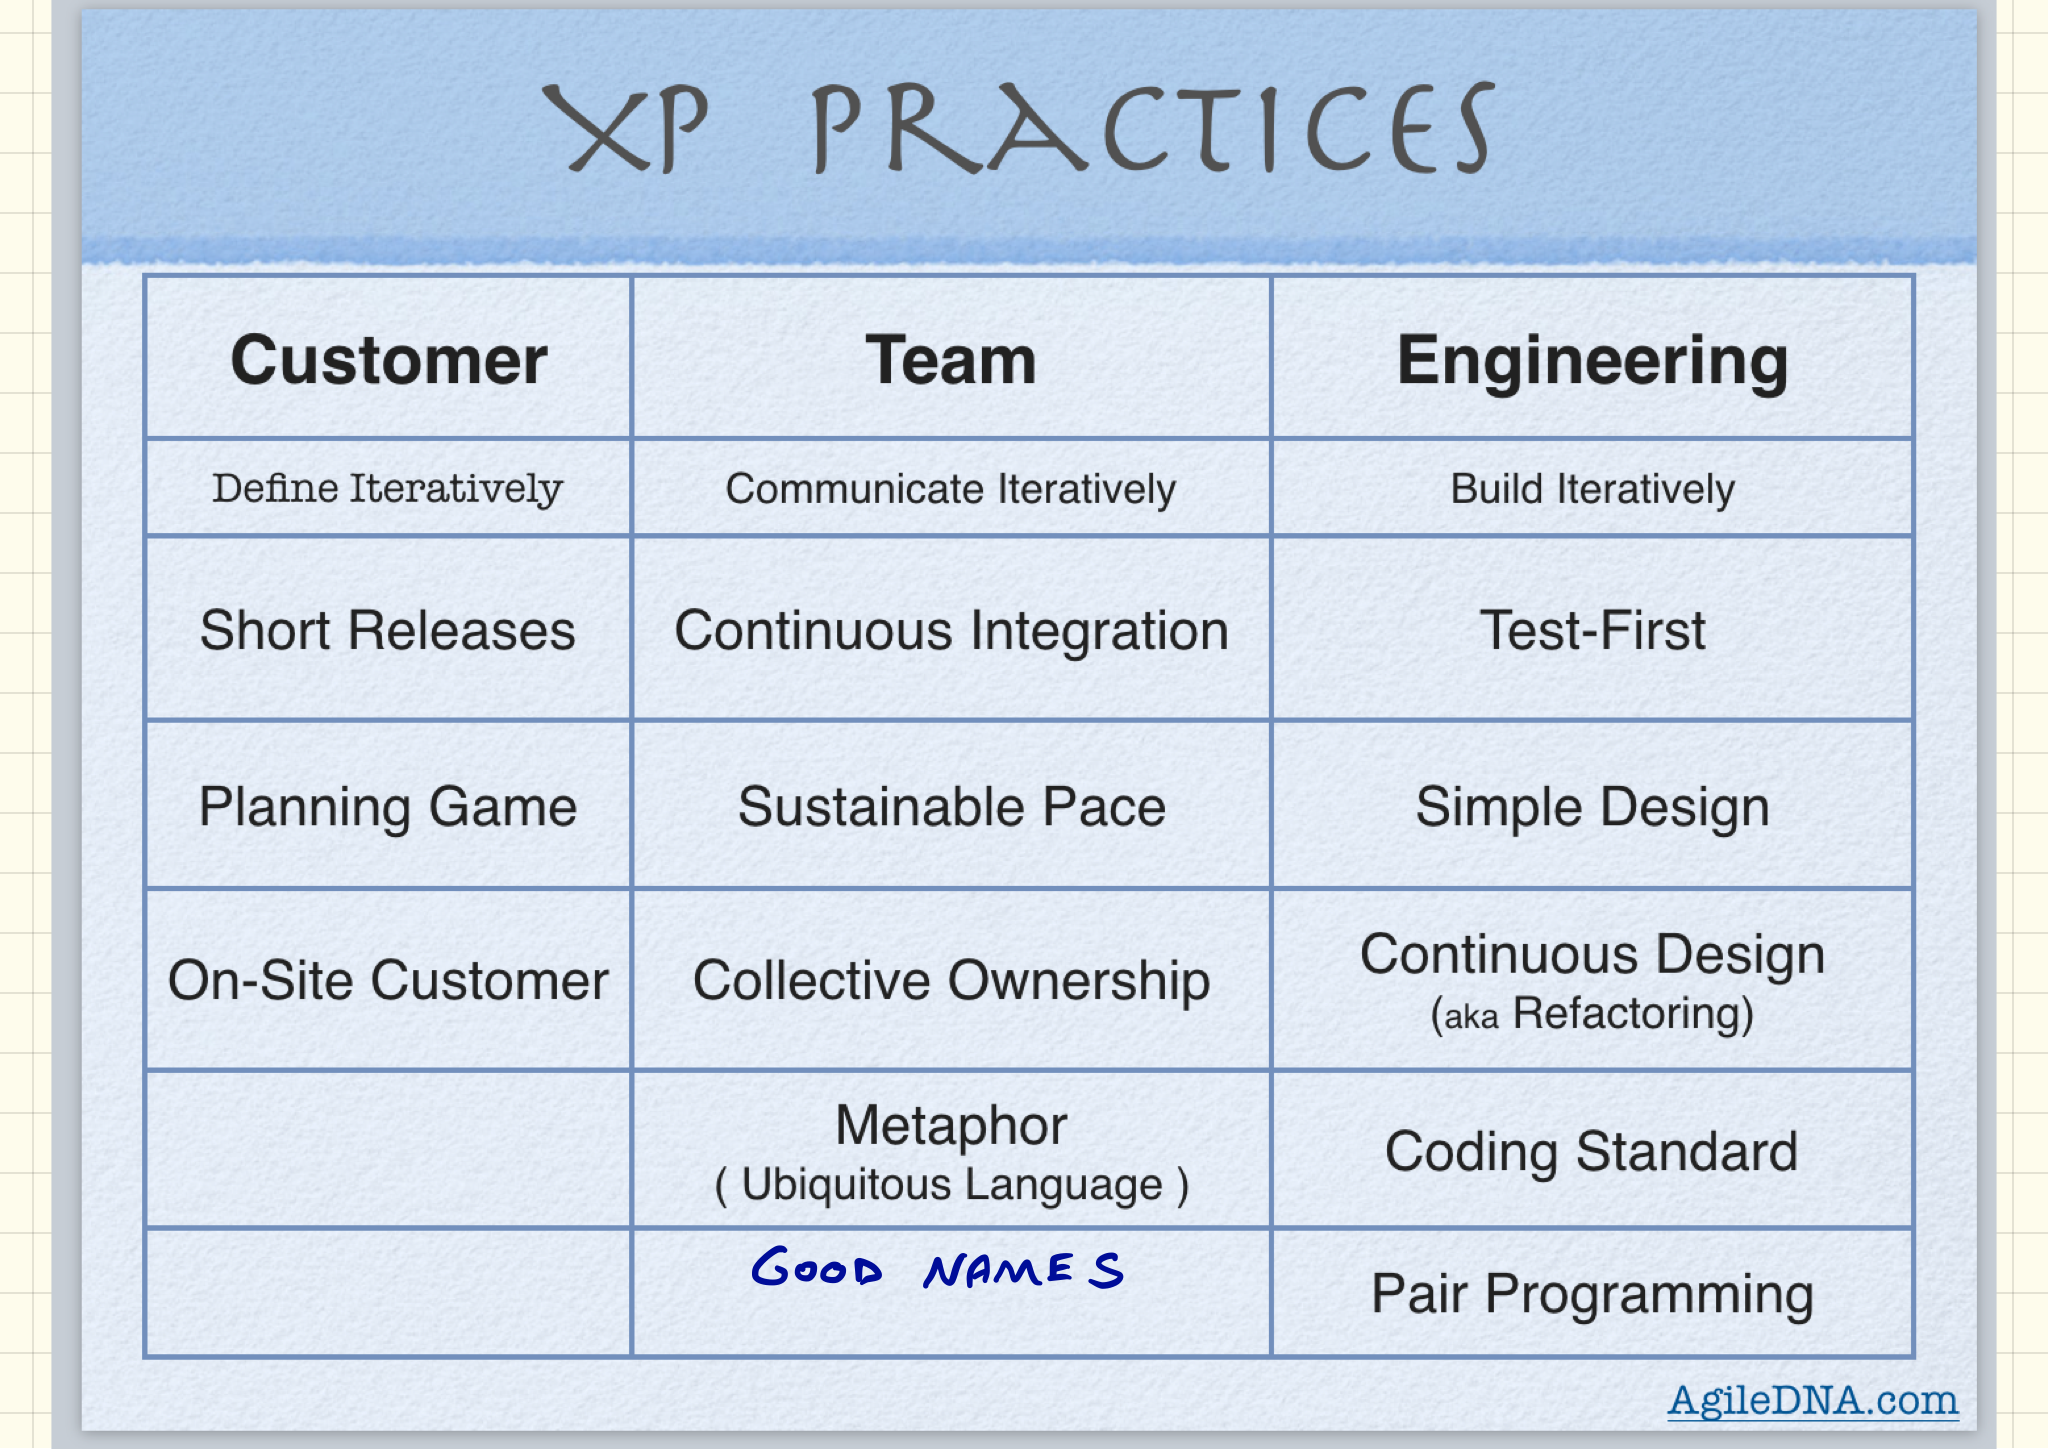 XP PRACTICES
Customer Team Engineering
Define Iteratively Communicate Iteratively Build Iteratively
Short Releases Continuous Integration Test-First
Planning Game Sustainable Pace Simple Design
On-Site Customer Collective Ownership Continuous Design
(aka Refactoring)
Metaphor
( Ubiquitous Language ) Coding Standard
GOOD NAMES Pair Programming
AgileDNA.com